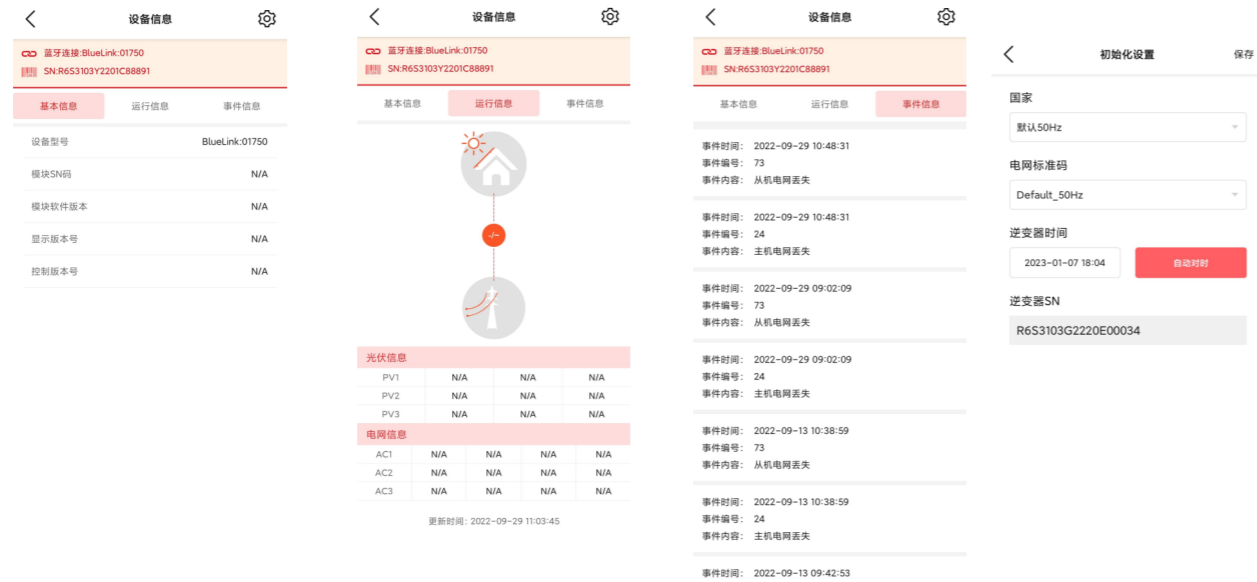 设备信息
蓝牙连接:BlueLink:01750
SN:R6S3103Y2201C88891
基本信息 运行信息 事件信息
设备型号 BlueLink:01750
模块SN码 N/A
模块软件版本 N/A
显示版本号 N/A
控制版本号 N/A
设备信息
蓝牙连接:BlueLink:01750
SN:R6S3103Y2201C88891
基本信息 运行信息 事件信息
光伏信息
PV1 N/A N/A N/A
PV2 N/A N/A N/A
PV3 N/A N/A N/A
电网信息
AC1 N/A N/A N/A N/A
AC2 N/A N/A N/A N/A
AC3 N/A N/A N/A N/A
更新时间: 2022-09-29 11:03:45
设备信息
蓝牙连接:BlueLink:01750
SN:R6S3103Y2201C88891
基本信息 运行信息 事件信息
事件时间: 2022-09-29 10:48:31
事件编号: 73
事件内容: 从机电网丢失
事件时间: 2022-09-29 10:48:31
事件编号: 24
事件内容: 主机电网丢失
事件时间: 2022-09-29 09:02:09
事件编号: 73
事件内容: 从机电网丢失
事件时间: 2022-09-29 09:02:09
事件编号: 24
事件内容: 主机电网丢失
事件时间: 2022-09-13 10:38:59
事件编号: 73
事件内容: 从机电网丢失
事件时间: 2022-09-13 10:38:59
事件编号: 24
事件内容: 主机电网丢失
事件时间: 2022-09-13 09:42:53
初始化设置 保存
国家
默认50Hz
电网标准码
Default_50Hz
逆变器时间
2023-01-07 18:04 自动对时
逆变器SN
R6S3103G2220E00034